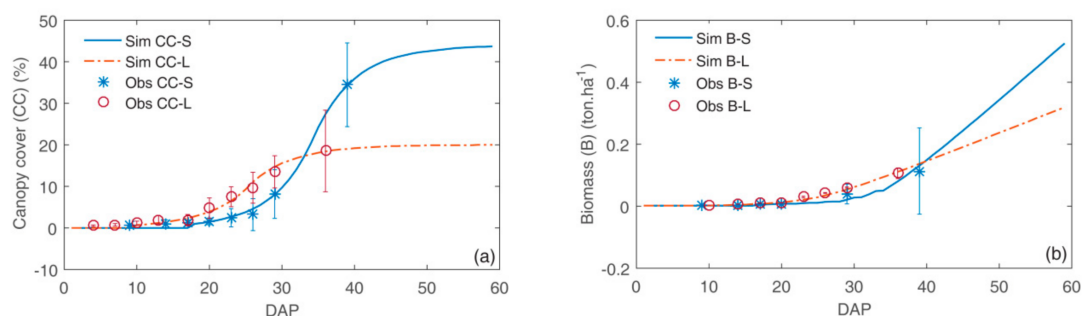 50
40
30
20
10
0
-10
Canopy cover (CC) (%)
Sim CC-S
Sim CC-L
Obs CC-S
Obs CC-L
(a)
0 10 20 30 40 50 60
DAP
0.6
0.4
0.2
0
-0.2
Biomass (B) (ton.ha⁻¹)
Sim B-S
Sim B-L
Obs B-S
Obs B-L
(b)
0 10 20 30 40 50 60
DAP